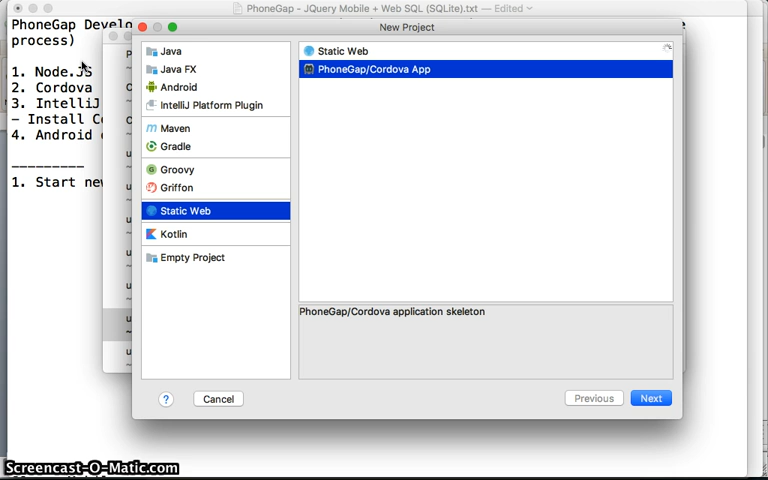 PhoneGap - JQuery Mobile + Web SQL (SQLite).txt — Edited
PhoneGap Develo
process)
1. Node.JS
2. Cordova
3. IntelliJ
- Install Co
4. Android
---------
1. Start new
New Project
Java
Java FX
Android
IntelliJ Platform Plugin
Maven
Gradle
Groovy
Griffon
Static Web
Kotlin
Empty Project
Static Web
PhoneGap/Cordova App
PhoneGap/Cordova application skeleton
?
Cancel
Previous
Next
Screencast-O-Matic.com